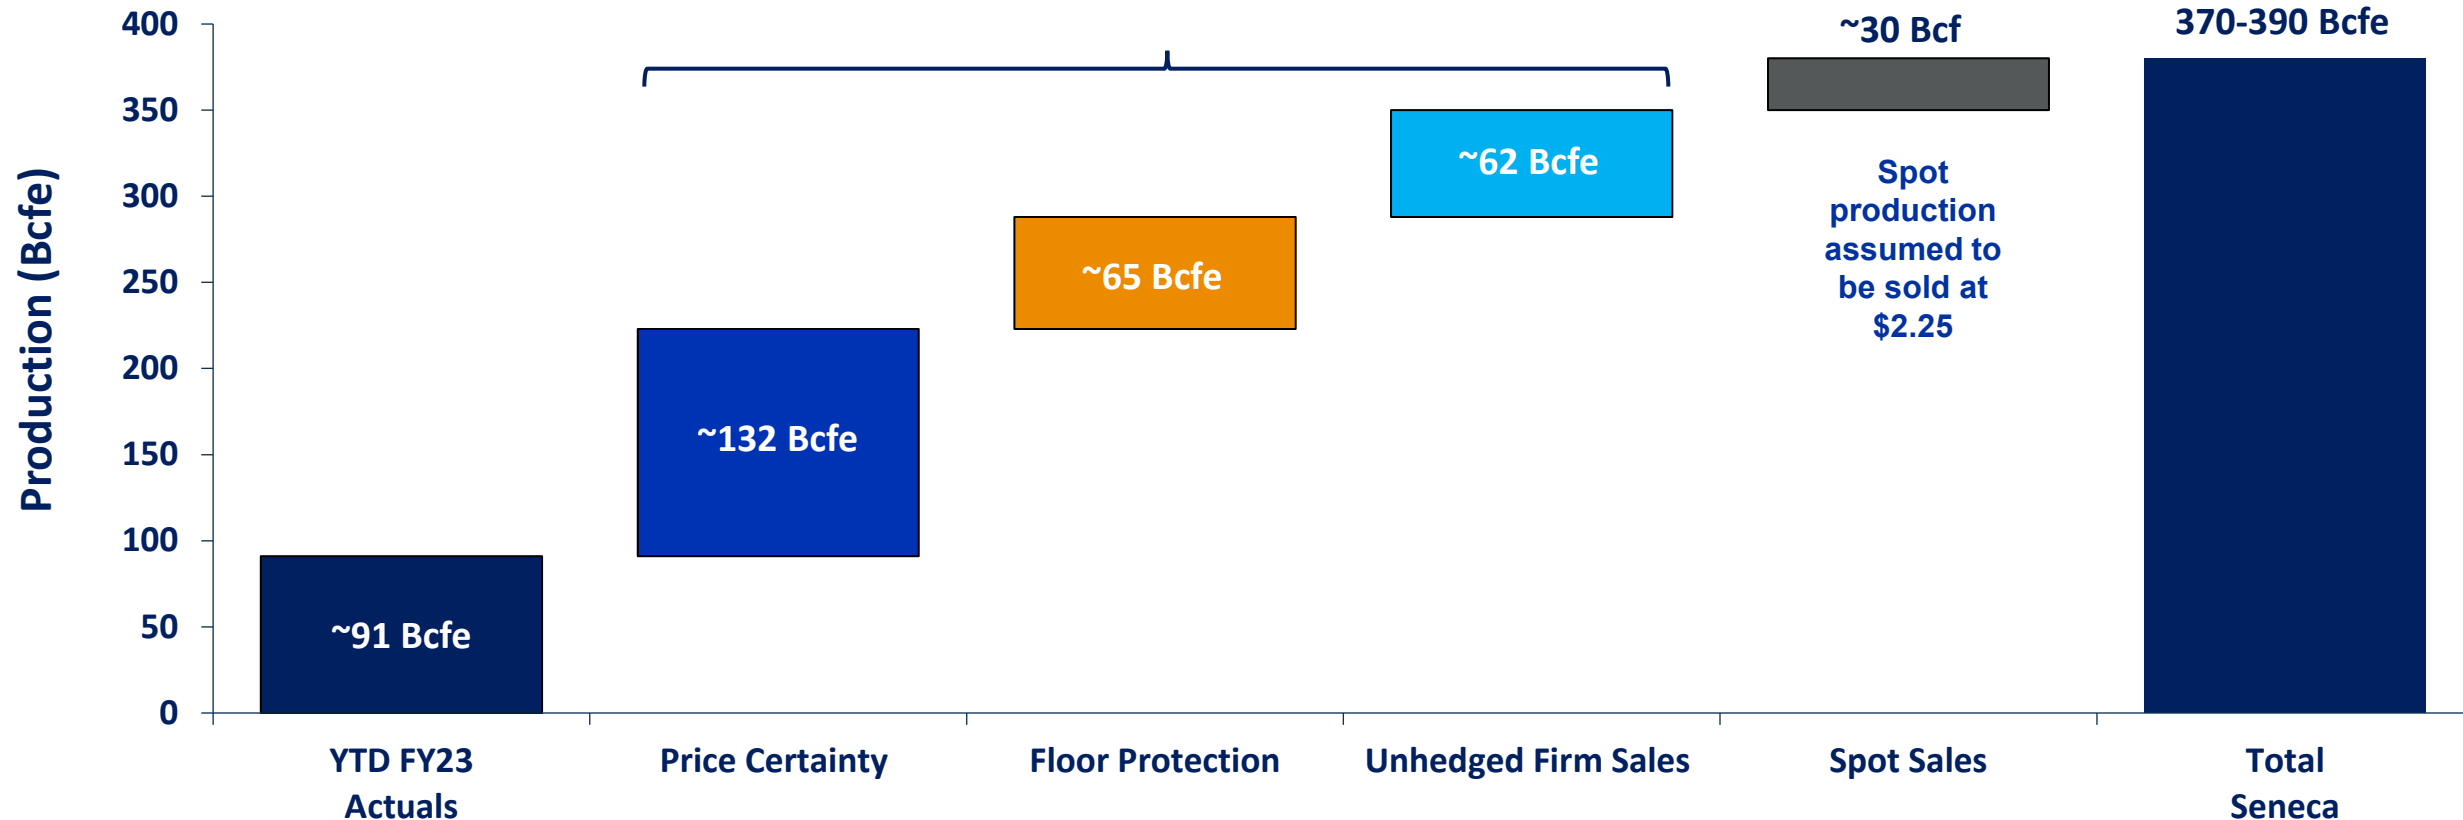 Production (Bcfe)
400
350
300
250
200
150
100
50
0
~91 Bcfe
~132 Bcfe
~65 Bcfe
~62 Bcfe
~30 Bcf
Spot
production
assumed to
be sold at
$2.25
370-390 Bcfe
YTD FY23
Actuals
Price Certainty
Floor Protection
Unhedged Firm Sales
Spot Sales
Total
Seneca